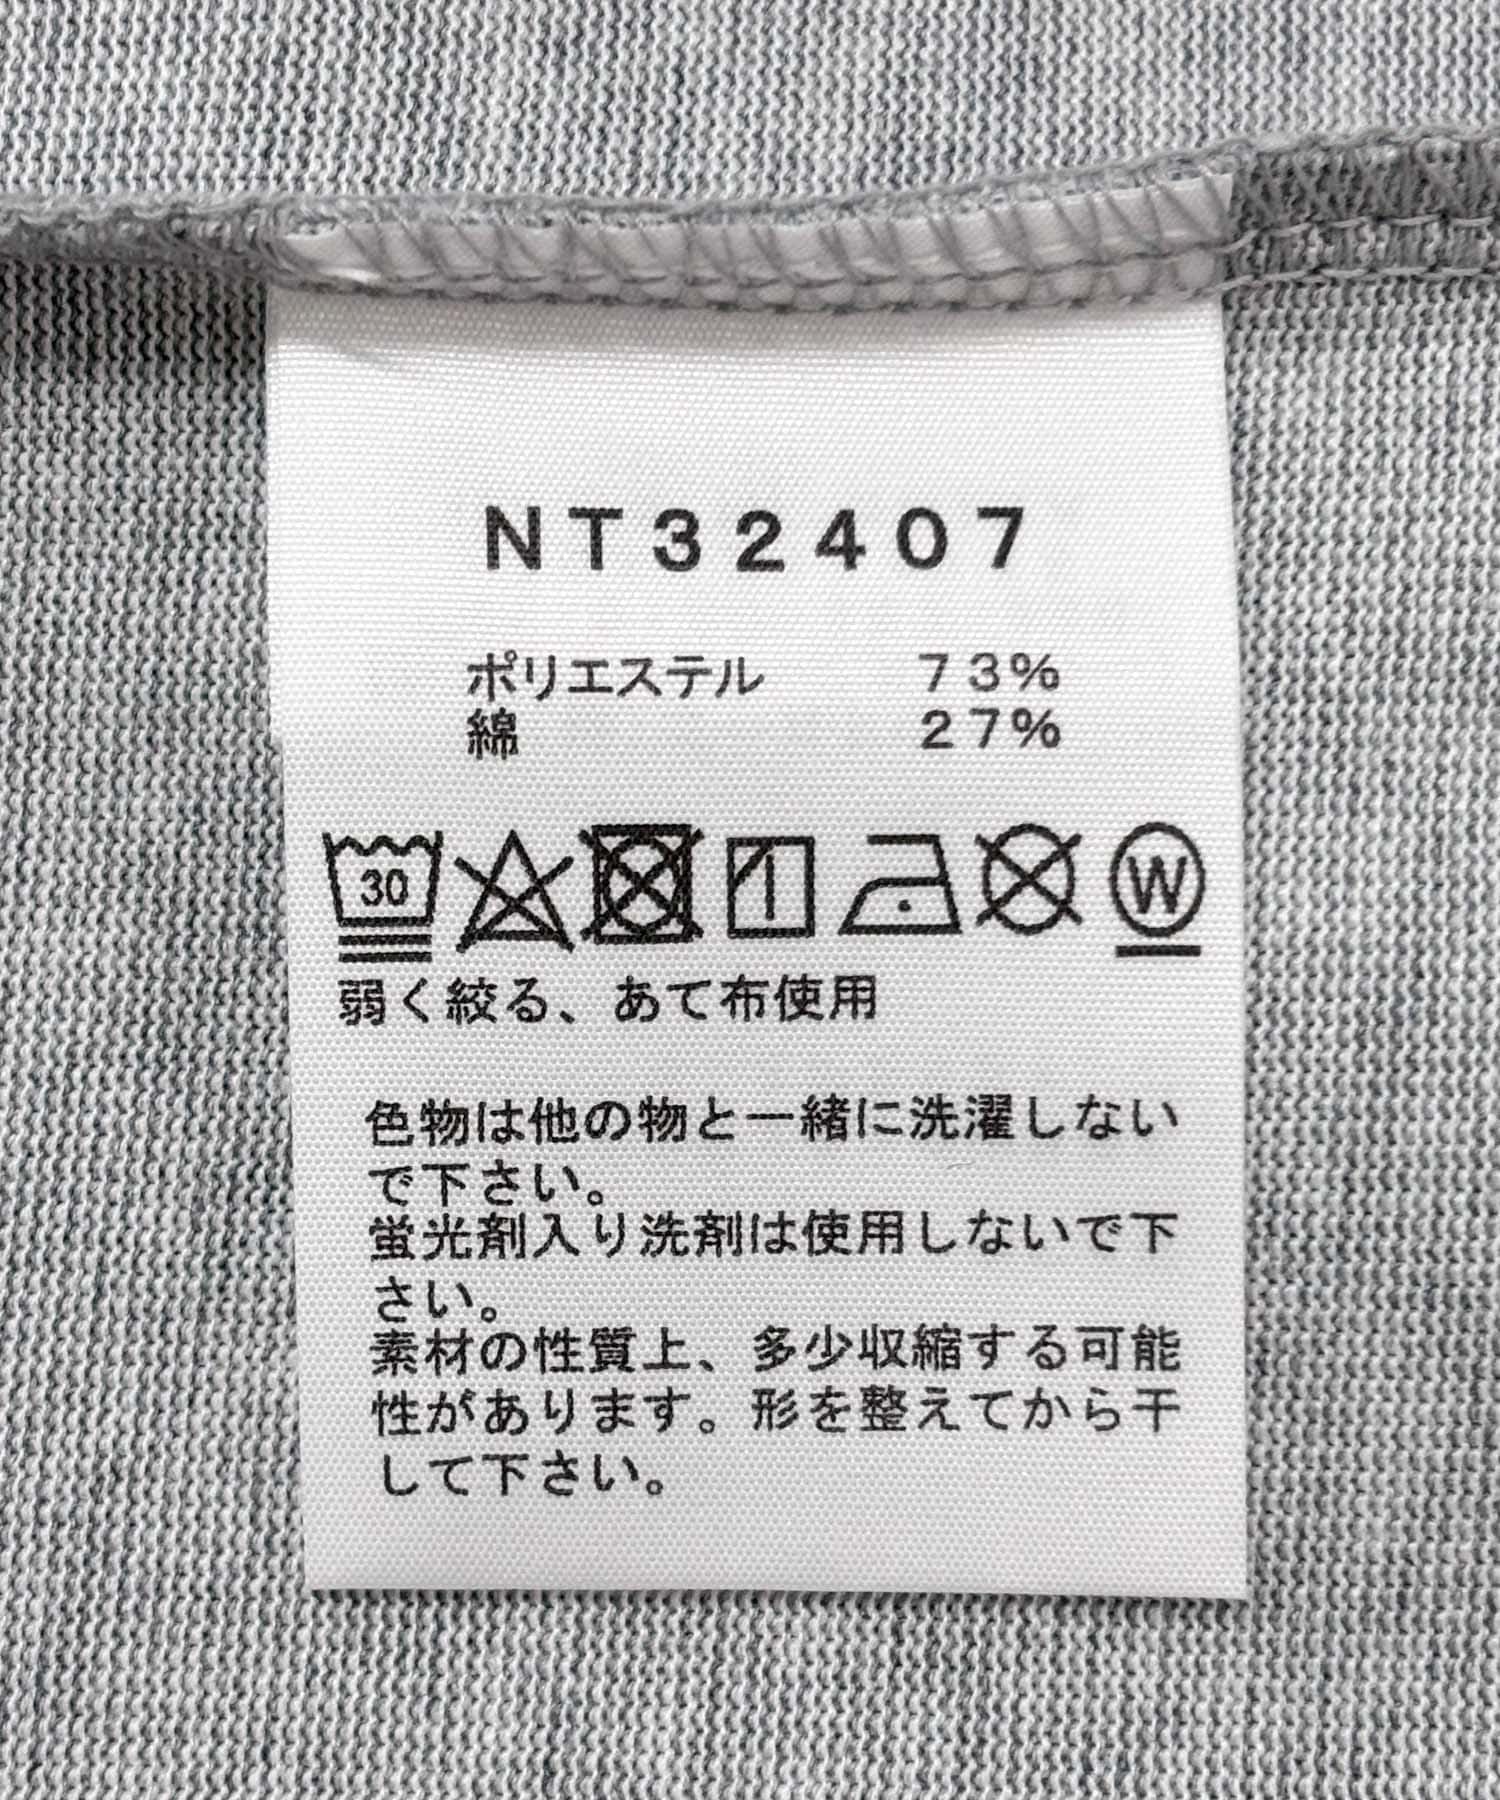 NT32407
ポリエステル 73%
綿 27%
30 W
弱く絞る、あて布使用
色物は他の物と一緒に洗濯しない
で下さい。
蛍光剤入り洗剤は使用しないで下
さい。
素材の性質上、多少収縮する可能
性があります。形を整えてから干
して下さい。